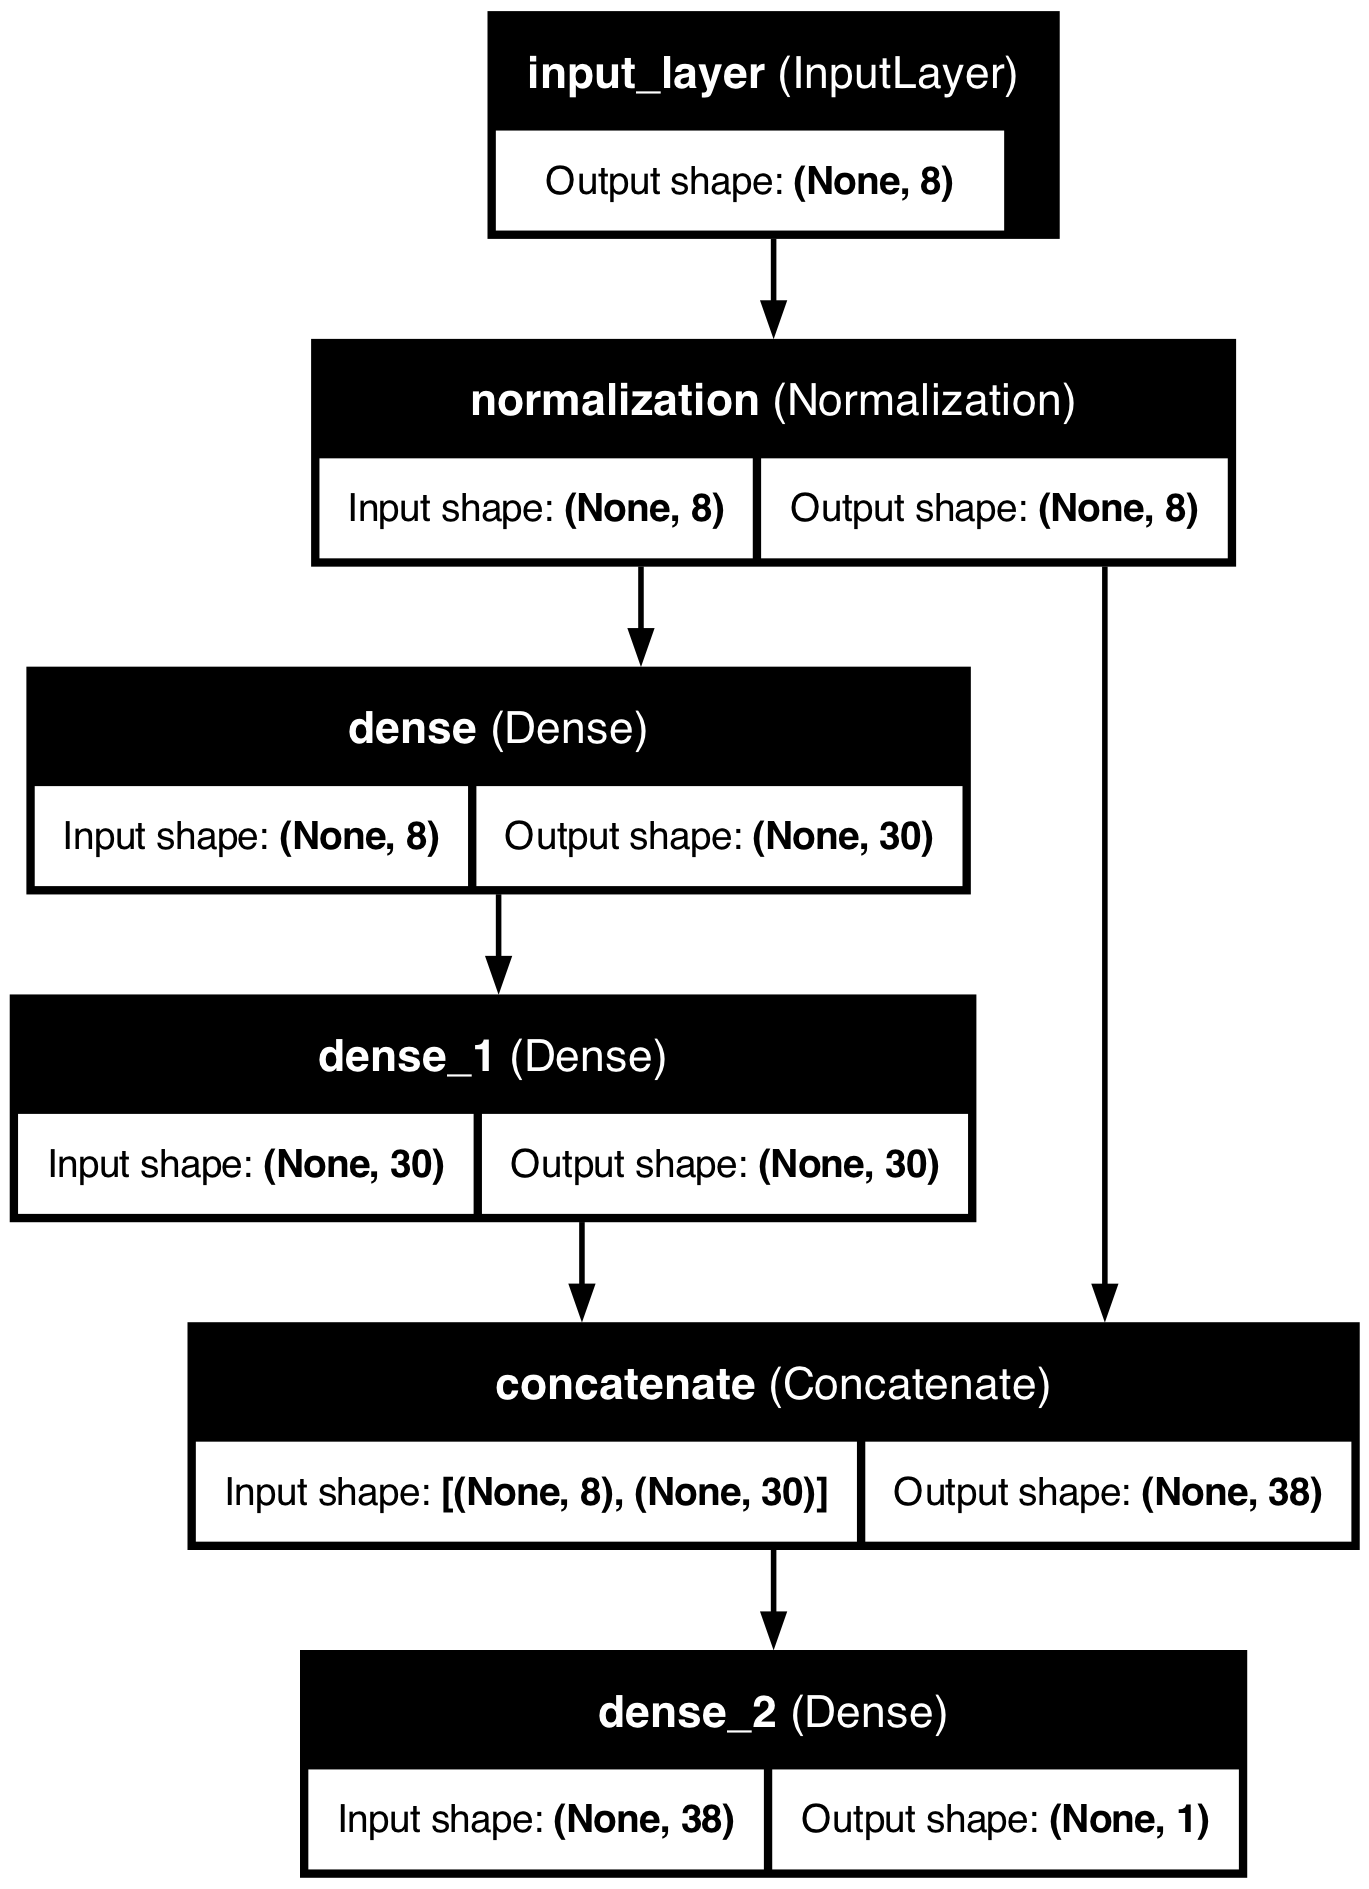 input_layer (InputLayer)
Output shape: (None, 8)
normalization (Normalization)
Input shape: (None, 8) Output shape: (None, 8)
dense (Dense)
Input shape: (None, 8) Output shape: (None, 30)
dense_1 (Dense)
Input shape: (None, 30) Output shape: (None, 30)
concatenate (Concatenate)
Input shape: [(None, 8), (None, 30)] Output shape: (None, 38)
dense_2 (Dense)
Input shape: (None, 38) Output shape: (None, 1)